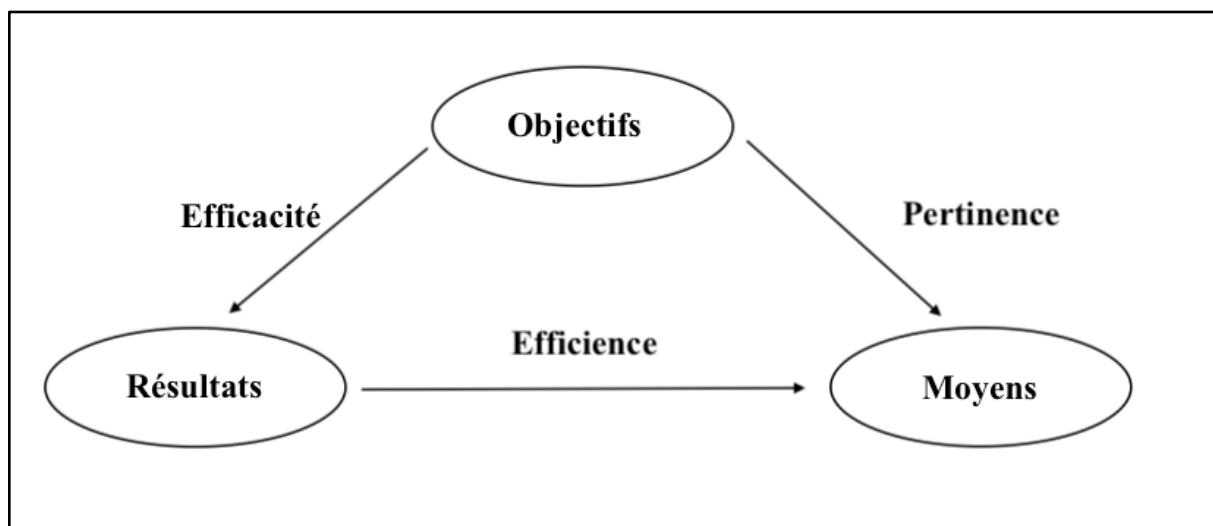 Objectifs
Efficacité
Pertinence
Efficience
Résultats
Moyens